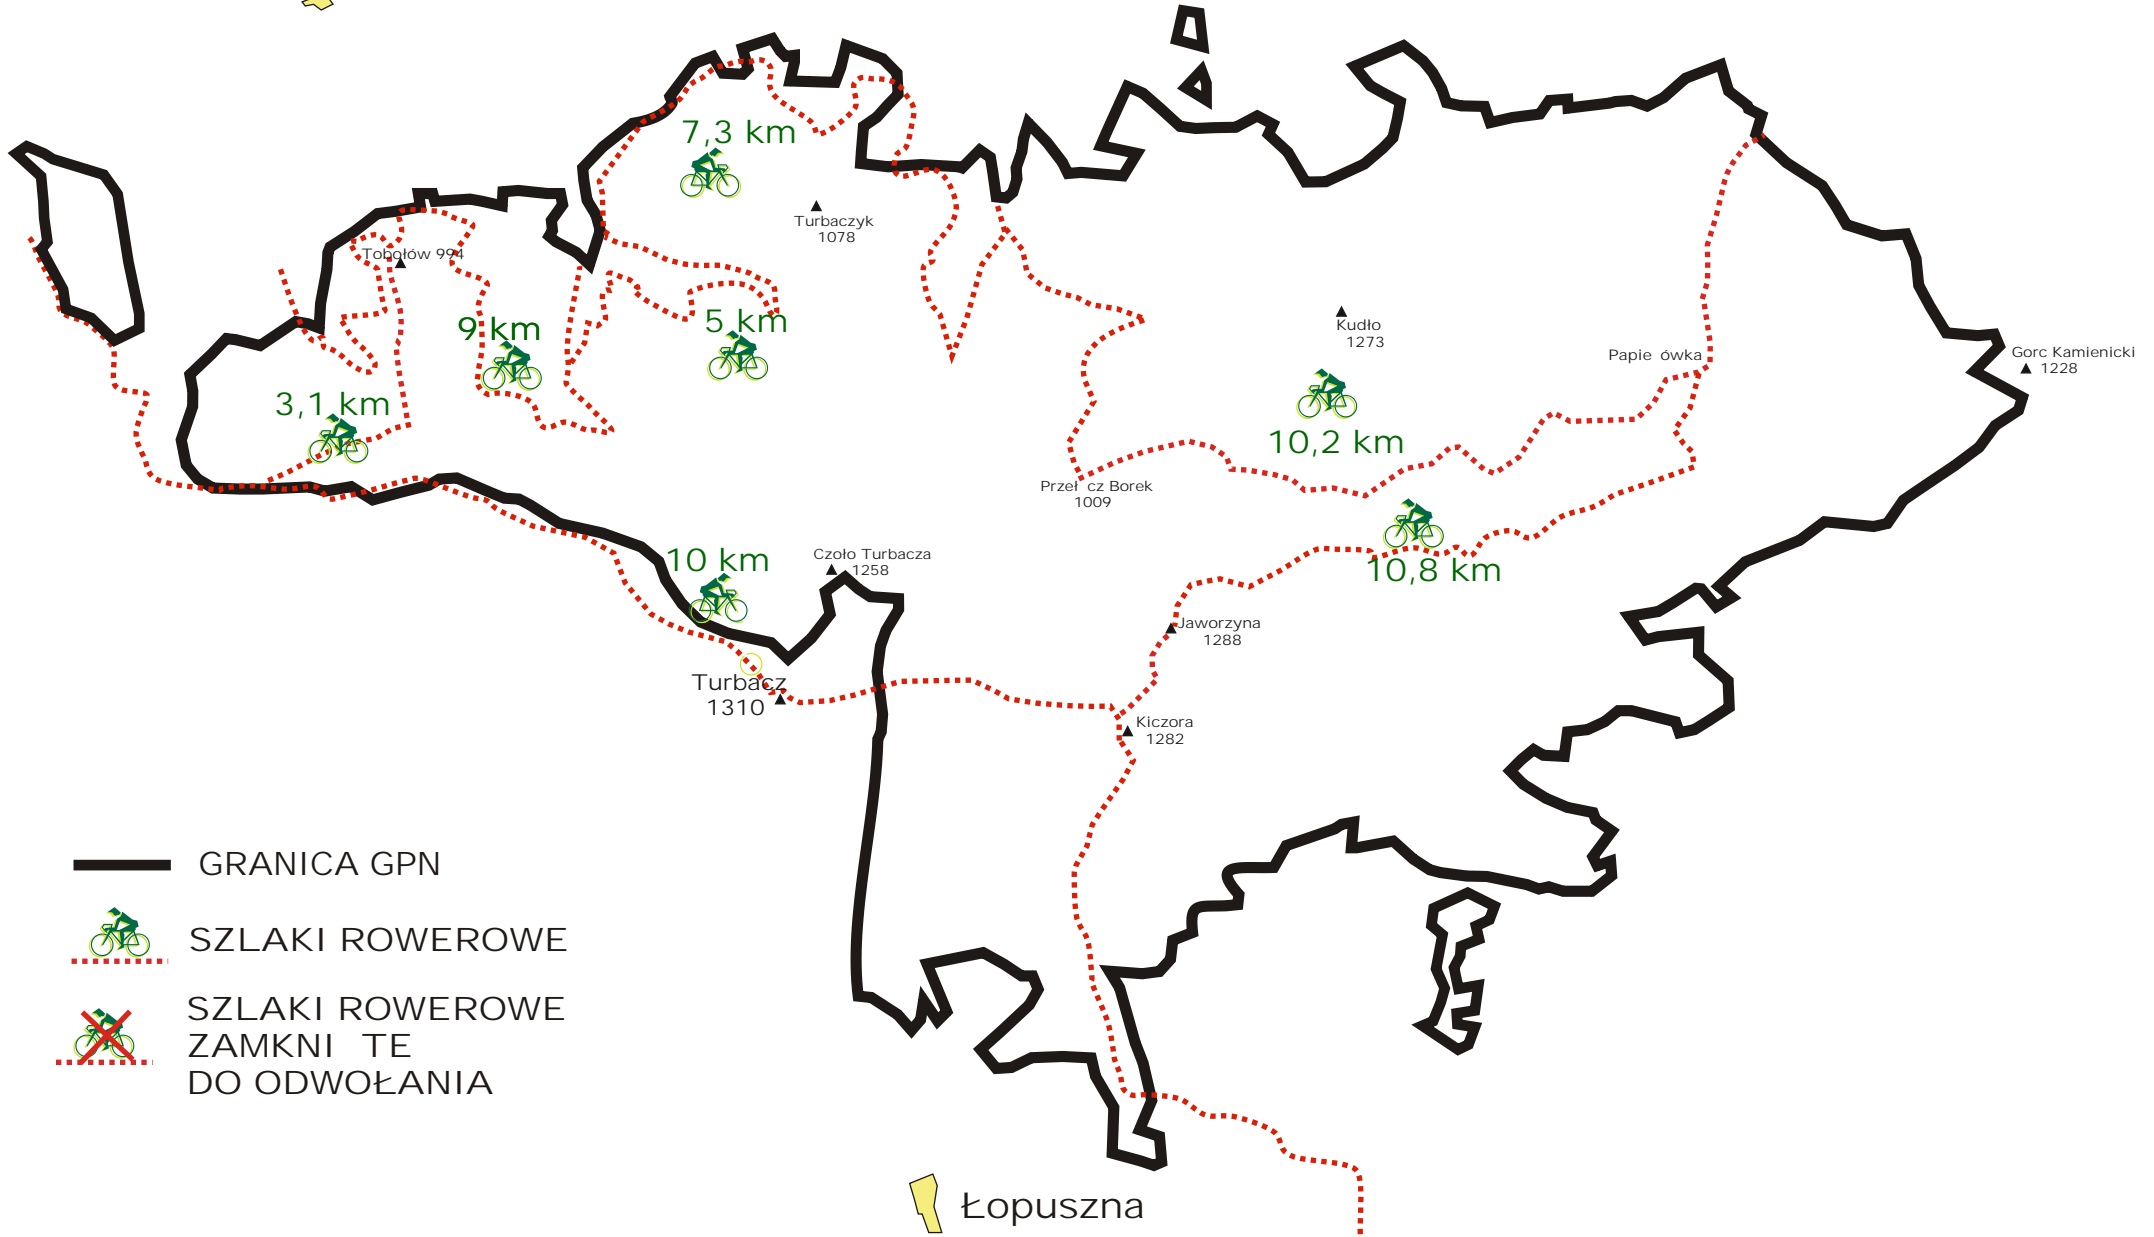 7,3 km
Turbaczyk
1078
Tobołów 994
9 km
5 km
Kudło
1273
Papie ówka
Gorc Kamienicki
1228
3,1 km
10,2 km
Przeł cz Borek
1009
10 km
Czoło Turbacza
1258
10,8 km
Jaworzyna
1288
Turbacz
1310
Kiczora
1282
GRANICA GPN
SZLAKI ROWEROWE
SZLAKI ROWEROWE
ZAMKNI TE
DO ODWOŁANIA
Łopuszna